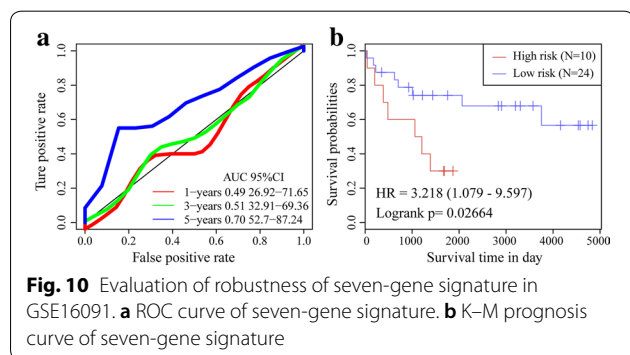 a
1.0
0.8
0.6
0.4
0.2
0.0
Ture positive rate
AUC 95%CI
1−years 0.49 26.92−71.65
3−years 0.51 32.91−69.36
5−years 0.70 52.7−87.24
0.0 0.2 0.4 0.6 0.8 1.0
False positive rate
b
1.0
0.8
0.6
0.4
0.2
0.0
Survival probabilities
High risk (N=10)
Low risk (N=24)
HR = 3.218 (1.079 - 9.597)
Logrank p= 0.02664
0 1000 2000 3000 4000 5000
Survival time in day
Fig. 10 Evaluation of robustness of seven-gene signature in
GSE16091. a ROC curve of seven-gene signature. b K–M prognosis
curve of seven-gene signature